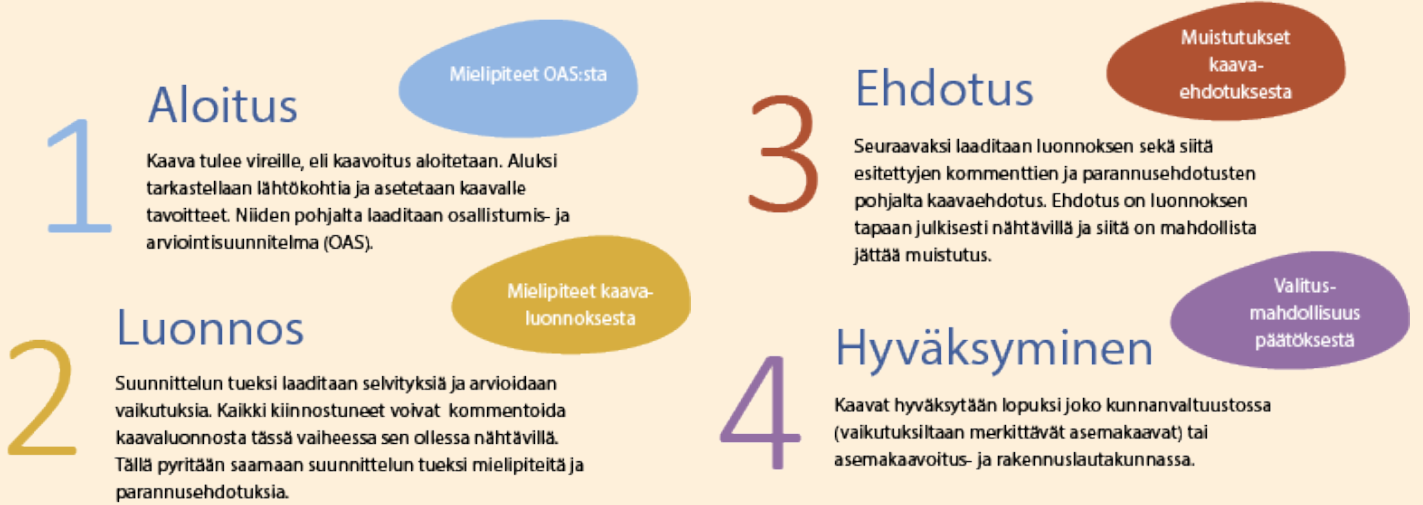 1
Aloitus
Mielipiteet OAS:sta
Kaava tulee vireille, eli kaavoitus aloitetaan. Aluksi
tarkastellaan lähtökohtia ja asetetaan kaavalle
tavoitteet. Niiden pohjalta laaditaan osallistumis- ja
arviointisuunnitelma (OAS).
2
Luonnos
Mielipiteet kaava-
luonnoksesta
Suunnittelun tueksi laaditaan selvityksiä ja arvioidaan
vaikutuksia. Kaikki kiinnostuneet voivat kommentoida
kaavaluonnosta tässä vaiheessa sen ollessa nähtävillä.
Tällä pyritään saamaan suunnittelun tueksi mielipiteitä ja
parannusehdotuksia.
3
Ehdotus
Muistutukset
kaava-
ehdotuksesta
Seuraavaksi laaditaan luonnoksen sekä siitä
esitettyjen kommenttien ja parannusehdotusten
pohjalta kaavaehdotus. Ehdotus on luonnoksen
tapaan julkisesti nähtävillä ja siitä on mahdollista
jättää muistutus.
4
Hyväksyminen
Valitus-
mahdollisuus
päätöksestä
Kaavat hyväksytään lopuksi joko kunnanvaltuustossa
(vaikutuksiltaan merkittävät asemakaavat) tai
asemakaavoitus- ja rakennuslautakunnassa.